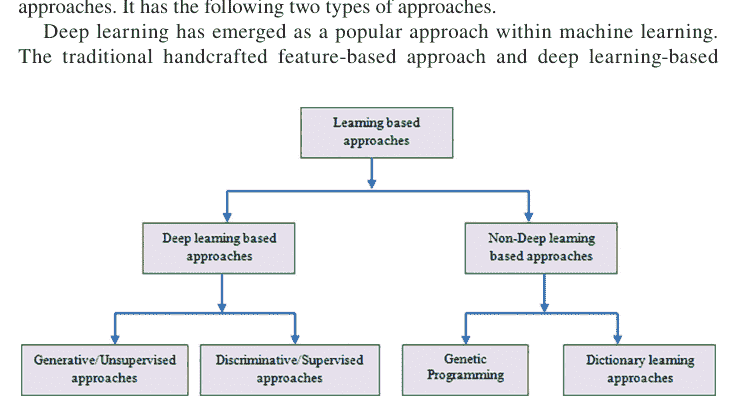 approaches. It has the following two types of approaches.
Deep learning has emerged as a popular approach within machine learning.
The traditional handcrafted feature-based approach and deep learning-based
Learning based
approaches
Deep learning based
approaches
Non-Deep learning
based approaches
Generative/Unsupervised
approaches
Discriminative/Supervised
approaches
Genetic
Programming
Dictionary learning
approaches